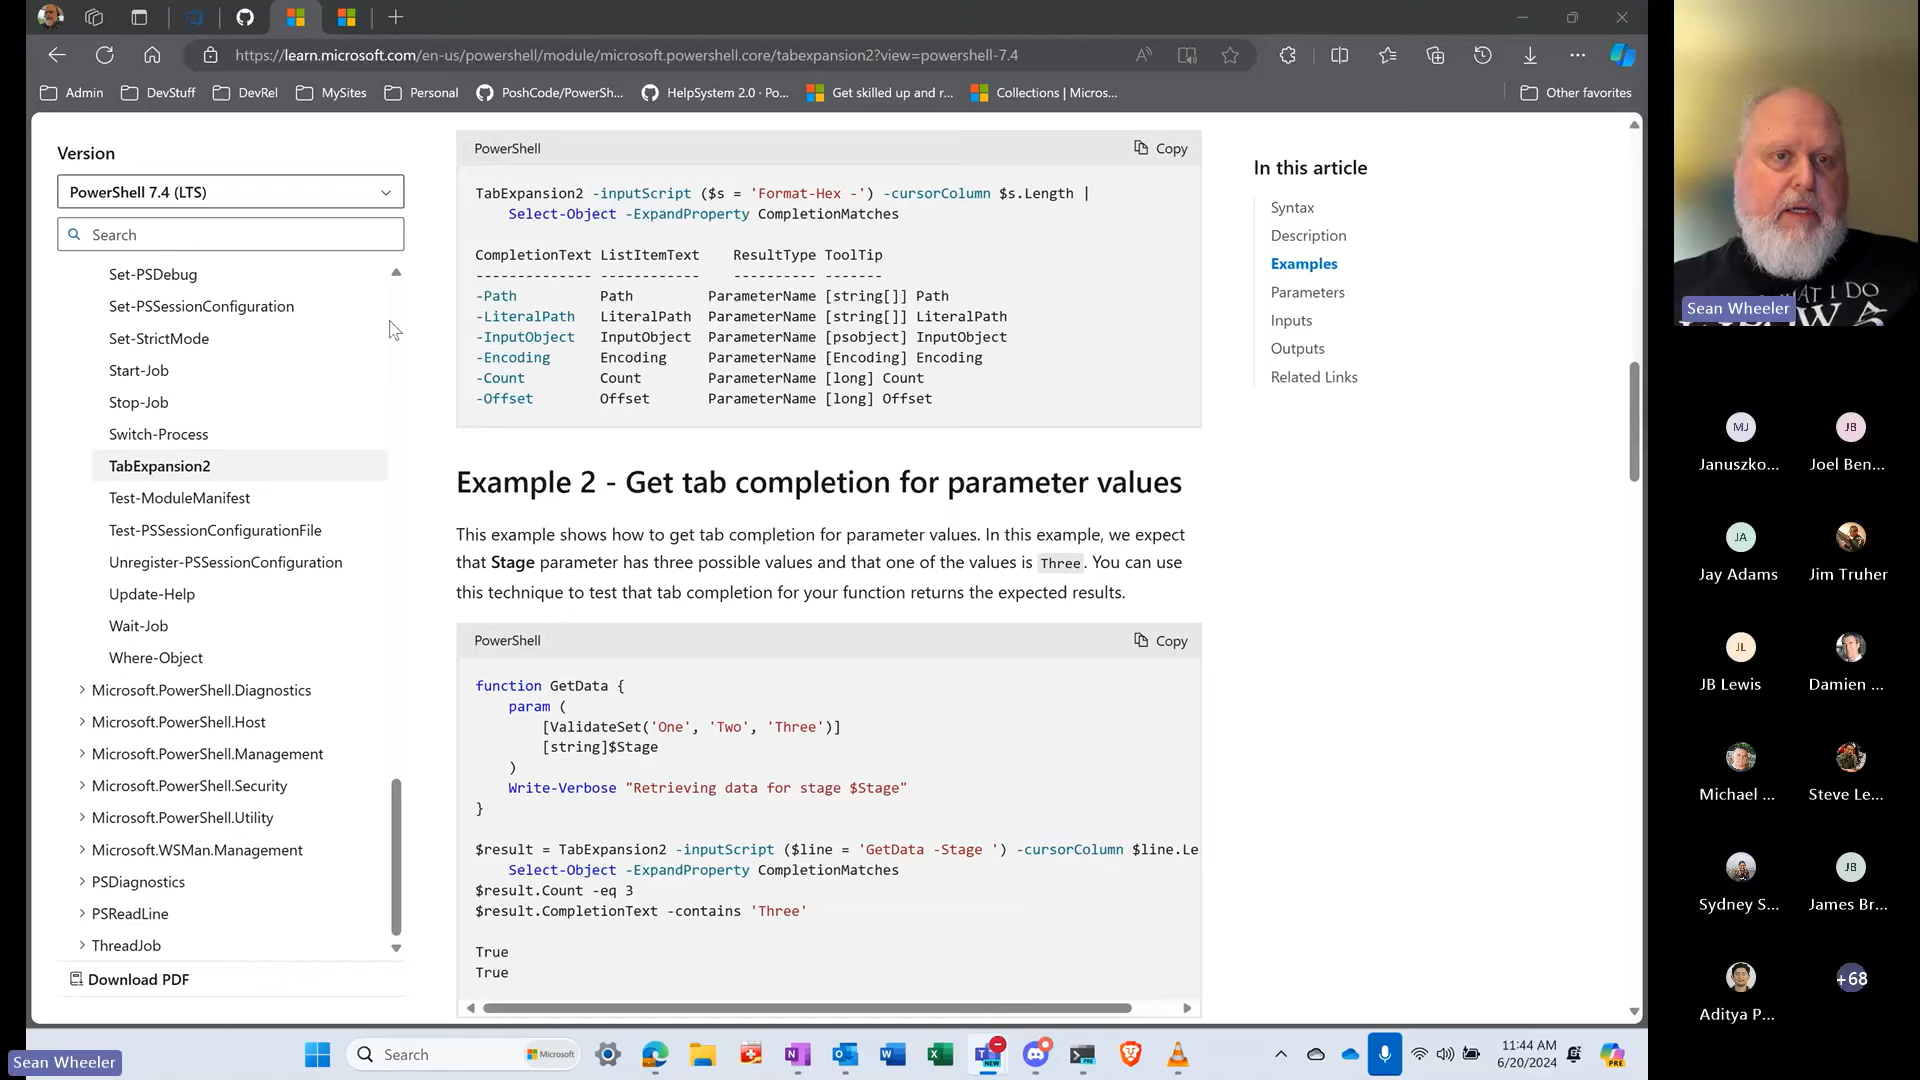 https://learn.microsoft.com/en-us/powershell/module/microsoft.powershell.core/tabexpansion2?view=powershell-7.4
Admin
DevStuff
DevRel
MySites
Personal
PoshCode/PowerSh...
HelpSystem 2.0 · Po...
Get skilled up and r...
Collections | Micros...
Other favorites
Version
PowerShell 7.4 (LTS)
Search
Set-PSDebug
Set-PSSessionConfiguration
Set-StrictMode
Start-Job
Stop-Job
Switch-Process
TabExpansion2
Test-ModuleManifest
Test-PSSessionConfigurationFile
Unregister-PSSessionConfiguration
Update-Help
Wait-Job
Where-Object
Microsoft.PowerShell.Diagnostics
Microsoft.PowerShell.Host
Microsoft.PowerShell.Management
Microsoft.PowerShell.Security
Microsoft.PowerShell.Utility
Microsoft.WSMan.Management
PSDiagnostics
PSReadLine
ThreadJob
Download PDF
PowerShell
Copy
TabExpansion2 -inputScript ($s = 'Format-Hex -') -cursorColumn $s.Length |
Select-Object -ExpandProperty CompletionMatches
CompletionText ListItemText    ResultType ToolTip
-------------- ------------    ---------- -------
-Path          Path         ParameterName [string[]] Path
-LiteralPath   LiteralPath  ParameterName [string[]] LiteralPath
-InputObject   InputObject  ParameterName [psobject] InputObject
-Encoding      Encoding     ParameterName [Encoding] Encoding
-Count         Count        ParameterName [long] Count
-Offset        Offset       ParameterName [long] Offset
Example 2 - Get tab completion for parameter values
This example shows how to get tab completion for parameter values. In this example, we expect
that Stage parameter has three possible values and that one of the values is Three. You can use
this technique to test that tab completion for your function returns the expected results.
PowerShell
Copy
function GetData {
param (
[ValidateSet('One', 'Two', 'Three')]
[string]$Stage
)
Write-Verbose "Retrieving data for stage $Stage"
}
$result = TabExpansion2 -inputScript ($line = 'GetData -Stage ') -cursorColumn $line.Le
Select-Object -ExpandProperty CompletionMatches
$result.Count -eq 3
$result.CompletionText -contains 'Three'
True
True
In this article
Syntax
Description
Examples
Parameters
Inputs
Outputs
Related Links
HAT I DO
Sean Wheeler
MJ
Januszko...
JB
Joel Ben...
JA
Jay Adams
Jim Truher
JL
JB Lewis
Damien ...
Michael ...
Steve Le...
Sydney S...
JB
James Br...
Aditya P...
+68
Sean Wheeler
Search
Microsoft
NEW
PRE
11:44 AM
6/20/2024
PRE